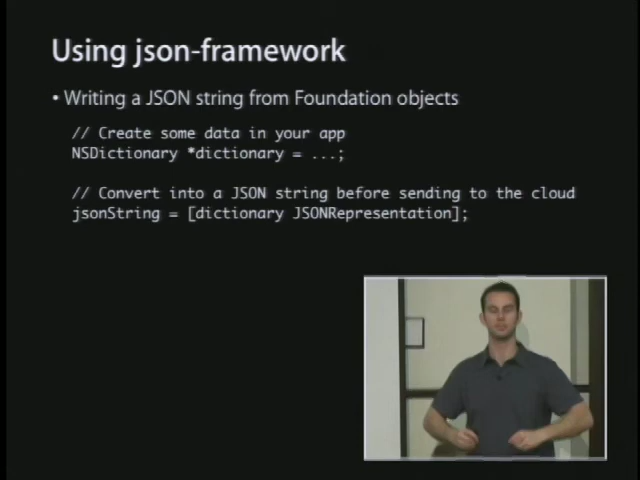 Using json-framework
• Writing a JSON string from Foundation objects
// Create some data in your app
NSDictionary *dictionary = ...;
// Convert into a JSON string before sending to the cloud
jsonString = [dictionary JSONRepresentation];